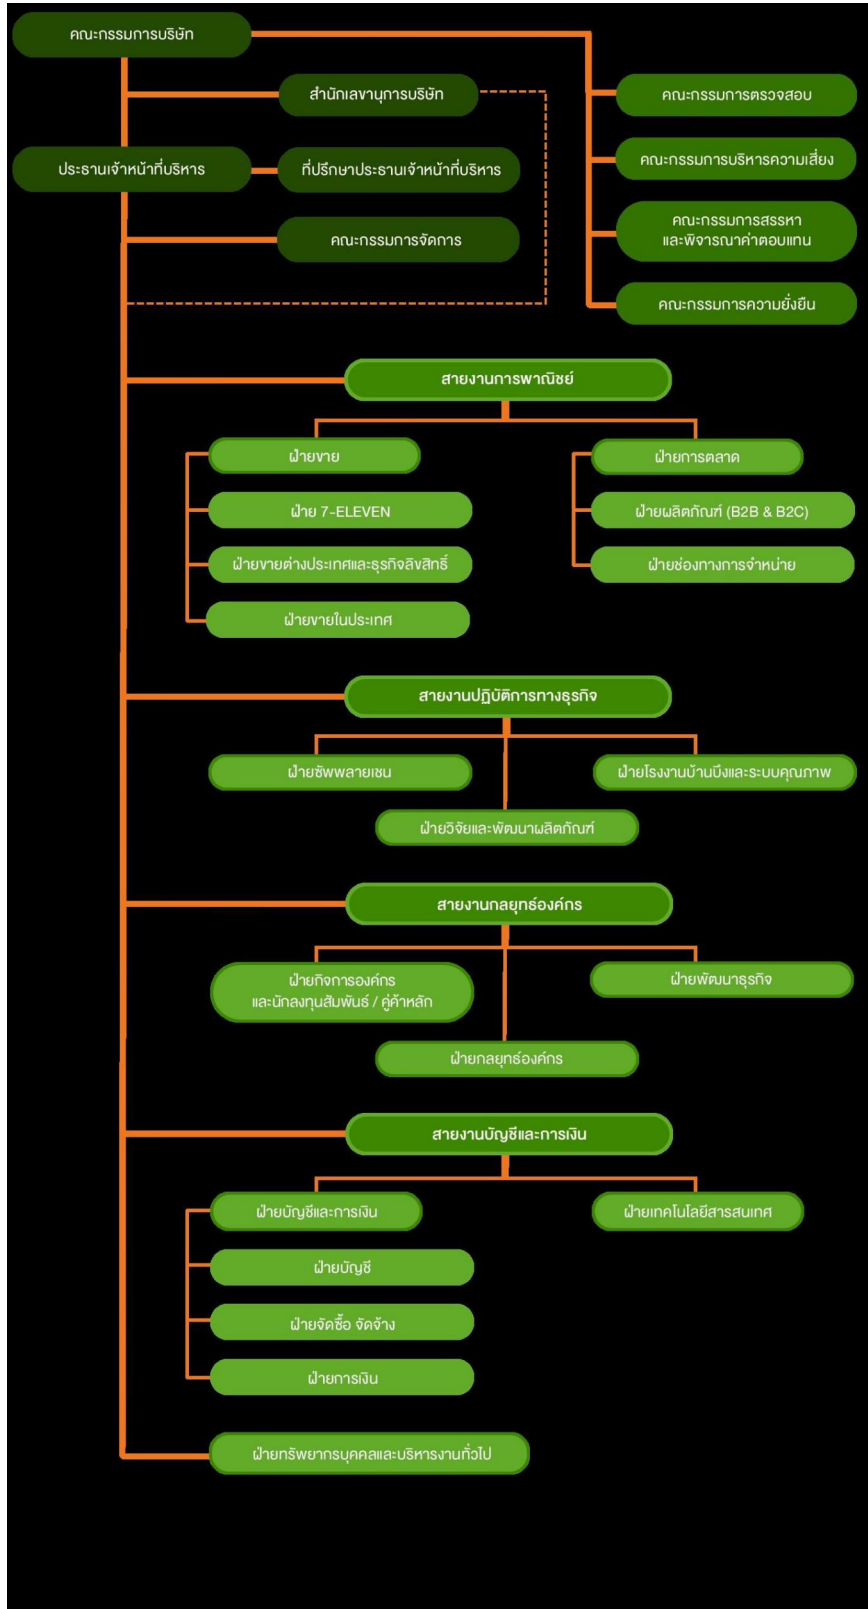 คณะกรรมการบริษัท
สำนักเลขานุการบริษัท
คณะกรรมการตรวจสอบ
ประธานเจ้าหน้าที่บริหาร
ที่ปรึกษาประธานเจ้าหน้าที่บริหาร
คณะกรรมการบริหารความเสี่ยง
คณะกรรมการจัดการ
คณะกรรมการสรรหา
และพิจารณาค่าตอบแทน
คณะกรรมการความยั่งยืน
สายงานการพาณิชย์
ฝ่ายขาย
ฝ่ายการตลาด
ฝ่าย 7-ELEVEN
ฝ่ายผลิตภัณฑ์ (B2B & B2C)
ฝ่ายขายต่างประเทศและธุรกิจลิขสิทธิ์
ฝ่ายช่องทางการจำหน่าย
ฝ่ายขายในประเทศ
สายงานปฏิบัติการทางธุรกิจ
ฝ่ายซัพพลายเชน
ฝ่ายโรงงานบ้านบึงและระบบคุณภาพ
ฝ่ายวิจัยและพัฒนาผลิตภัณฑ์
สายงานกลยุทธ์องค์กร
ฝ่ายกิจการองค์กร
และนักลงทุนสัมพันธ์ / คู่ค้าหลัก
ฝ่ายพัฒนาธุรกิจ
ฝ่ายกลยุทธ์องค์กร
สายงานบัญชีและการเงิน
ฝ่ายบัญชีและการเงิน
ฝ่ายเทคโนโลยีสารสนเทศ
ฝ่ายบัญชี
ฝ่ายจัดซื้อ จัดจ้าง
ฝ่ายการเงิน
ฝ่ายทรัพยากรบุคคลและบริหารงานทั่วไป